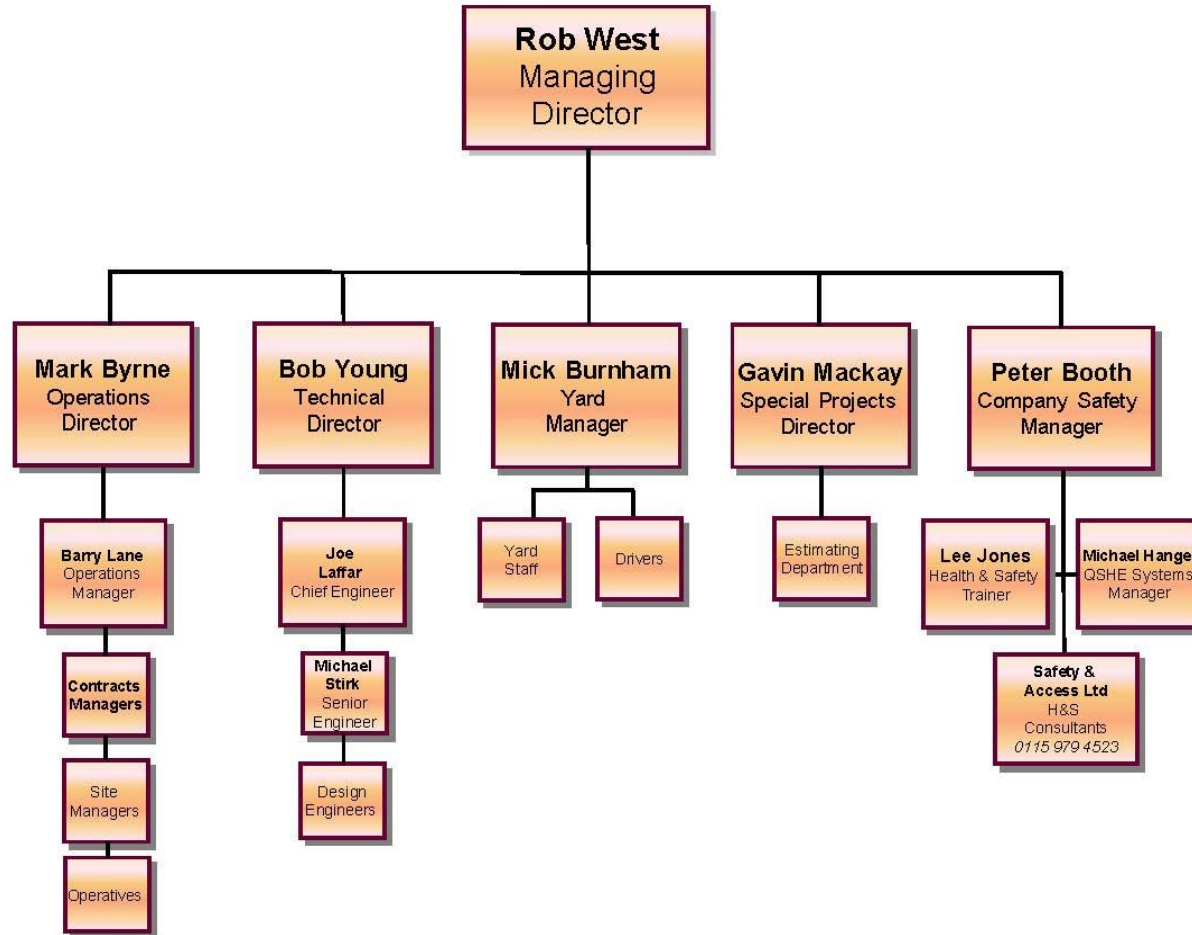 Rob West
Managing
Director
Mark Byrne
Operations
Director
Bob Young
Technical
Director
Mick Burnham
Yard
Manager
Gavin Mackay
Special Projects
Director
Peter Booth
Company Safety
Manager
Barry Lane
Operations
Manager
Joe
Laffar
Chief Engineer
Yard
Staff
Drivers
Estimating
Department
Lee Jones
Health & Safety
Trainer
Michael Hange
QSHE Systems
Manager
Contracts
Managers
Michael
Stirk
Senior
Engineer
Safety &
Access Ltd
H&S
Consultants
0115 979 4523
Site
Managers
Design
Engineers
Operatives